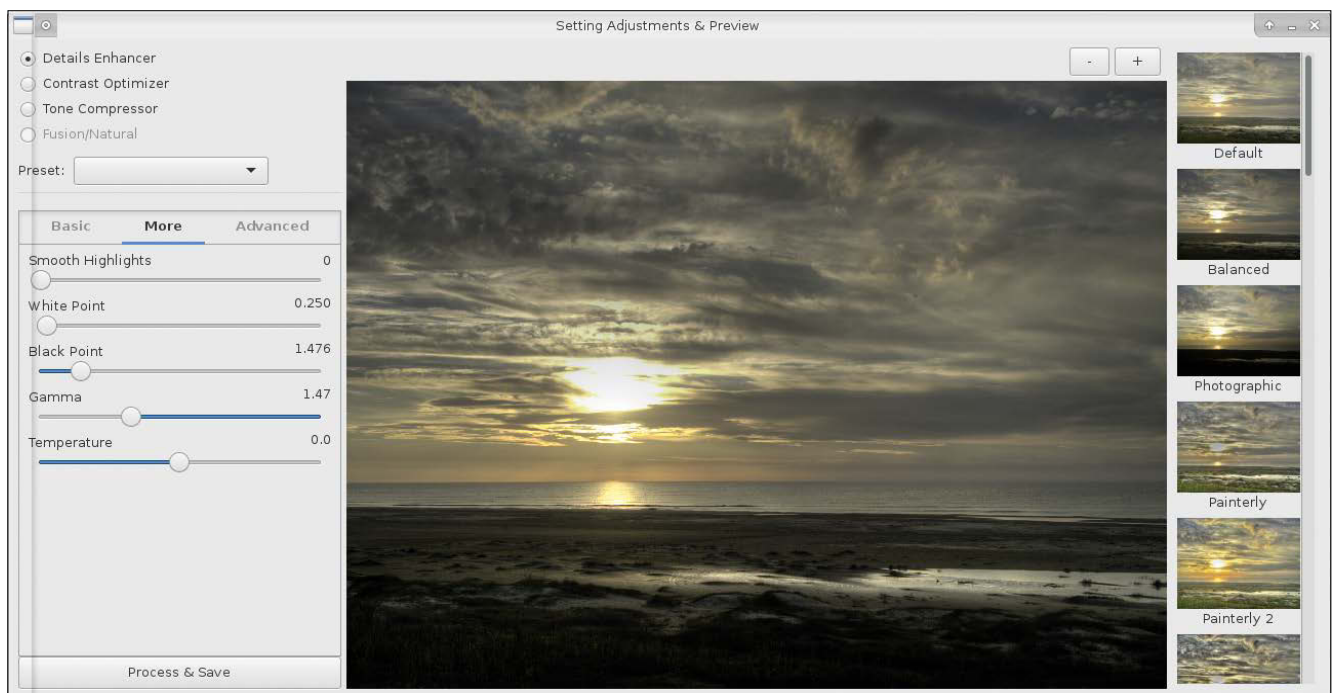 Setting Adjustments & Preview
Details Enhancer
Contrast Optimizer
Tone Compressor
Fusion/Natural
Preset:
Basic More Advanced
Smooth Highlights 0
White Point 0.250
Black Point 1.476
Gamma 1.47
Temperature 0.0
Process & Save
- +
Default
Balanced
Photographic
Painterly
Painterly 2